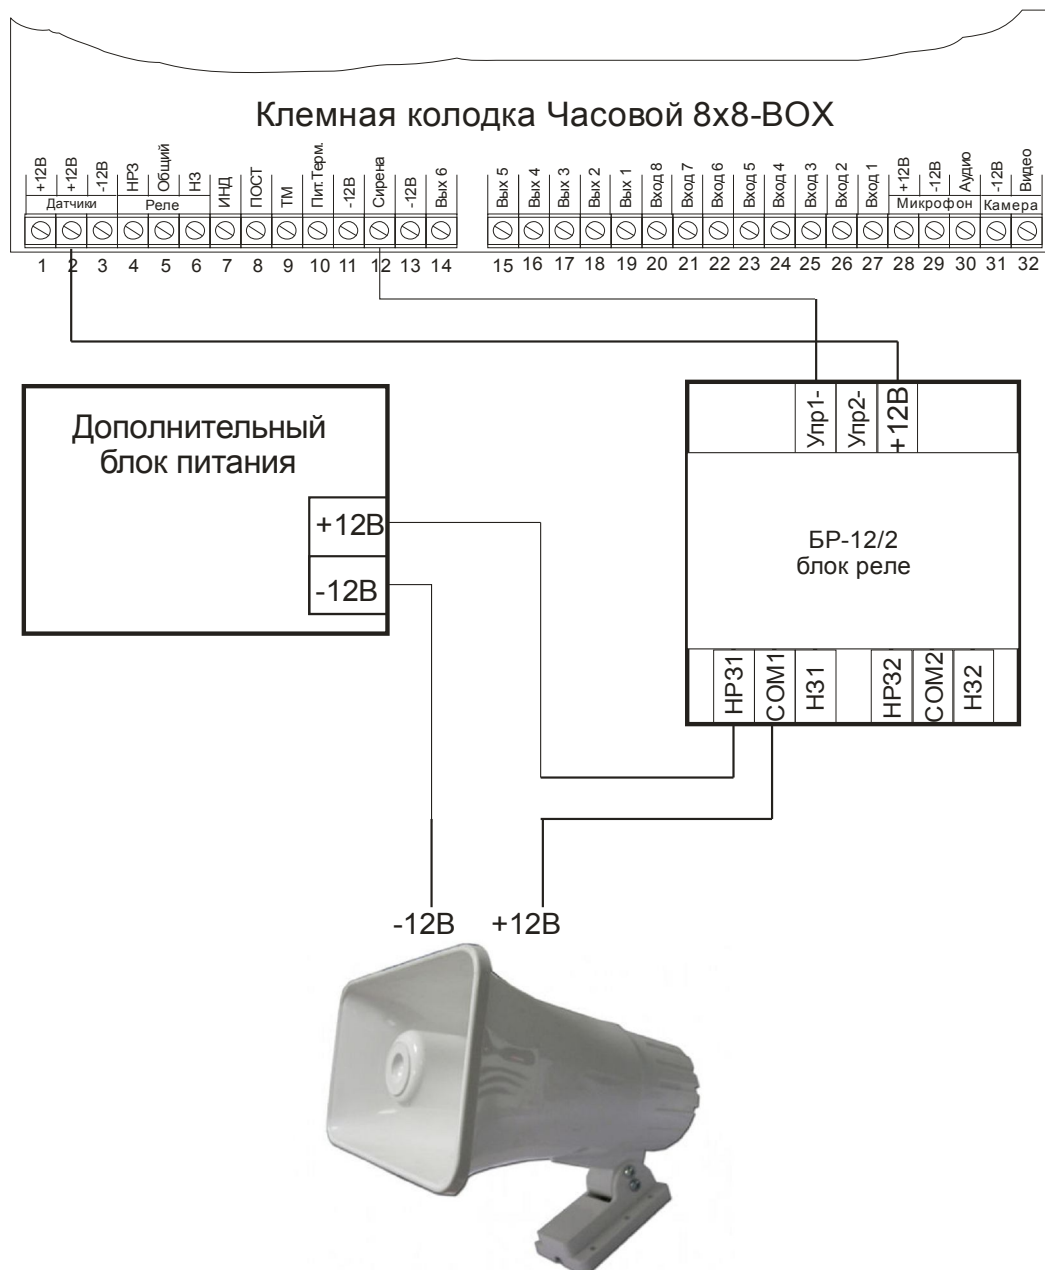 Клемная колодка Часовой 8x8-BOX
+12В
+12В
-12В
НРЗ
Общий
НЗ
ИНД
ПОСТ
ТМ
Пит.Терм.
-12В
Сирена
-12В
Вых 6
Вых 5
Вых 4
Вых 3
Вых 2
Вых 1
Вход 8
Вход 7
Вход 6
Вход 5
Вход 4
Вход 3
Вход 2
Вход 1
+12В
-12В
Аудио
-12В
Видео
Датчики
Реле
Микрофон
Камера
1 2 3 4 5 6 7 8 9 10 11 12 13 14 15 16 17 18 19 20 21 22 23 24 25 26 27 28 29 30 31 32
Дополнительный
блок питания
+12В
-12В
Упр1-
Упр2-
+12В
БР-12/2
блок реле
НРЗ1
COM1
НЗ1
НРЗ2
COM2
НЗ2
-12В
+12В